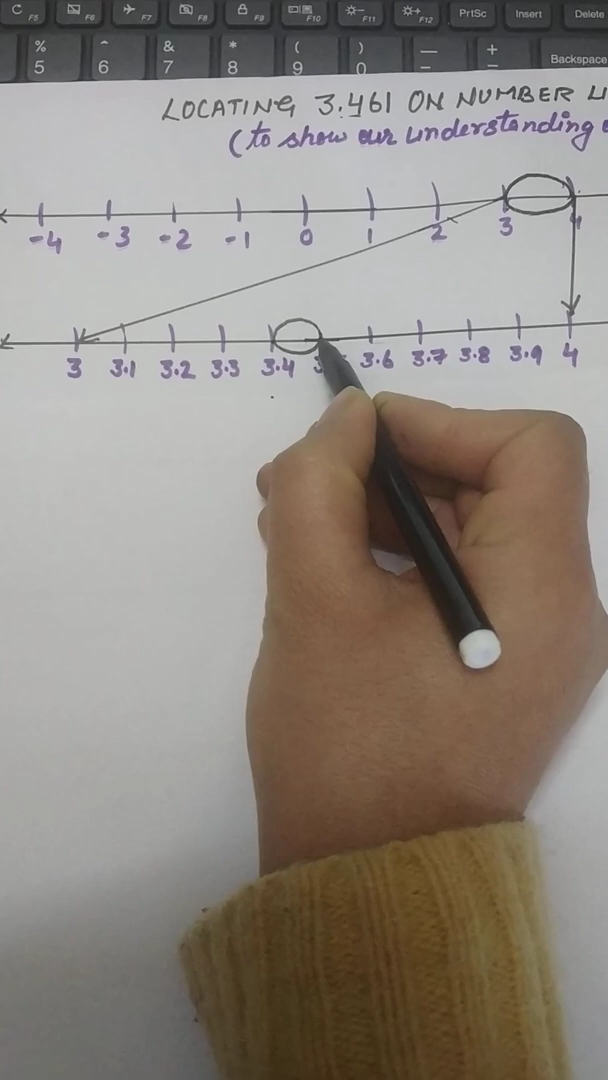 F5 F6 F7 F8 F9 F10 F11 F12 PrtSc Insert Delete
% ^ & * ( ) — +
5 6 7 8 9 0 – Backspace
LOCATING 3.461 ON NUMBER
(to show our understanding
-4 -3 -2 -1 0 1 2 3 4
3 3.1 3.2 3.3 3.4 3.6 3.7 3.8 3.9 4